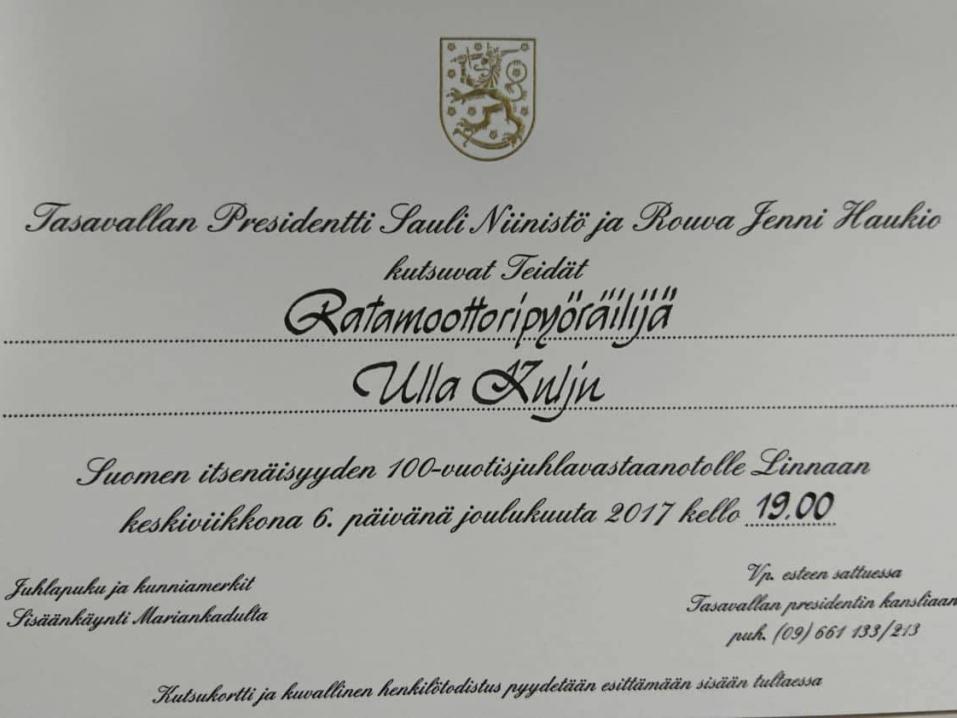 Tasavallan Presidentti Sauli Niinistö ja Rouva Jenni Haukio
kutsuvat Teidät
Ratamoottoripyöräilijä
Ulla Kulju
Suomen itsenäisyyden 100-vuotisjuhlavastaanotolle Linnaan
keskiviikkona 6. päivänä joulukuuta 2017 kello 19.00
Juhlapuku ja kunniamerkit
Sisäänkäynti Mariankadulta
Vp. esteen sattuessa
Tasavallan presidentin kansliaan
puh. (09) 661 133/213
Kutsukortti ja kuvallinen henkilötodistus pyydetään esittämään sisään tultaessa